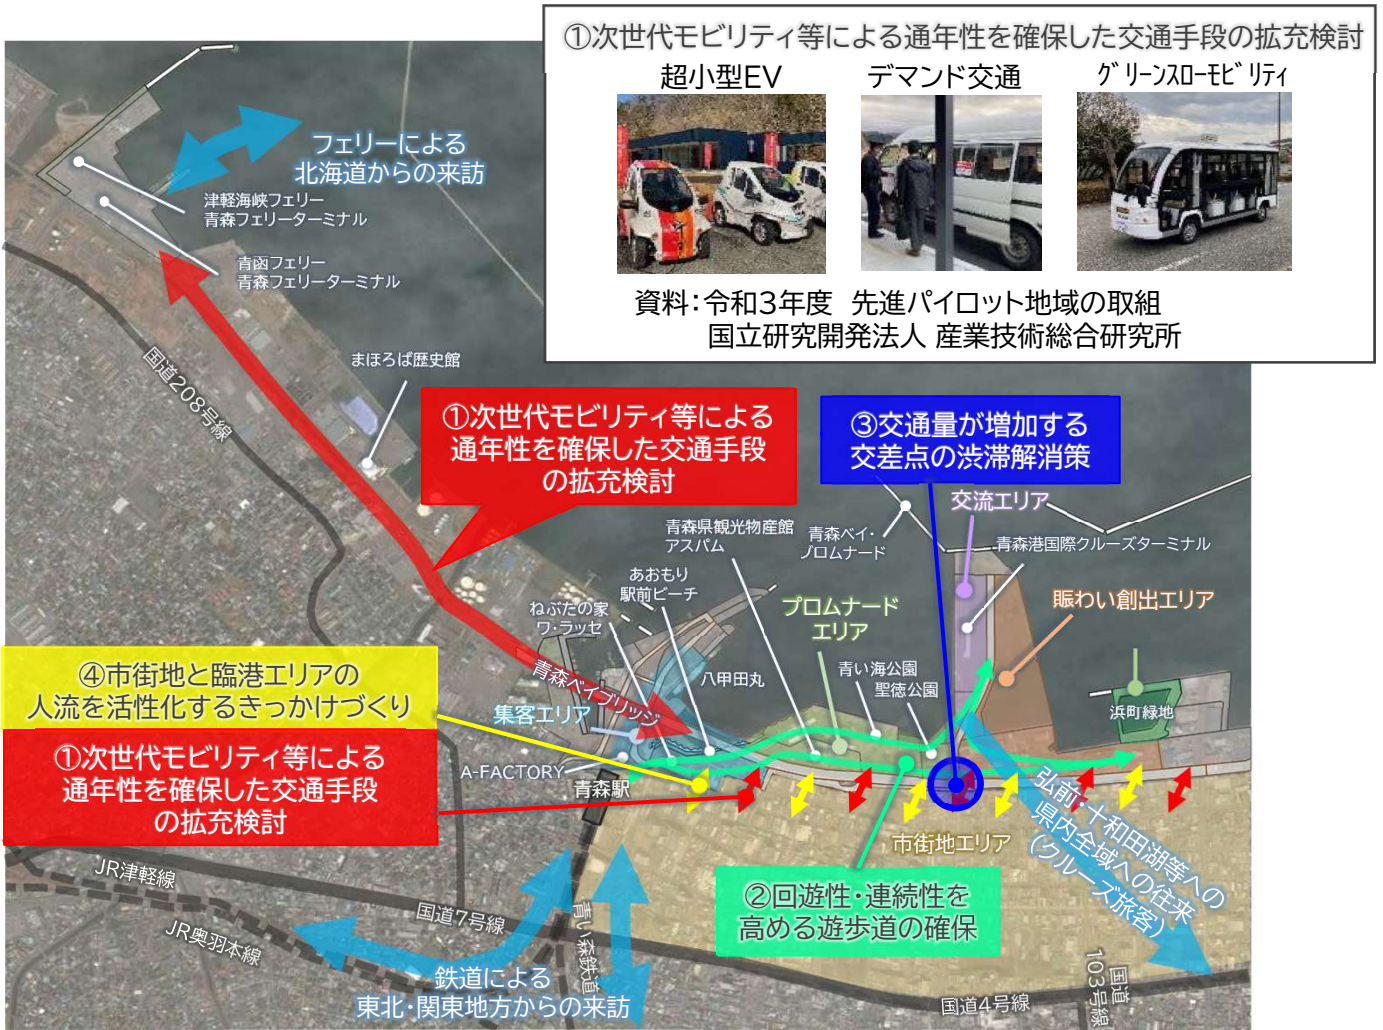 ①次世代モビリティ等による通年性を確保した交通手段の拡充検討
超小型EV
デマンド交通
グリーンスローモビリティ
資料：令和3年度 先進パイロット地域の取組
国立研究開発法人 産業技術総合研究所
フェリーによる
北海道からの来訪
津軽海峡フェリー
青森フェリーターミナル
青函フェリー
青森フェリーターミナル
国道208号線
まほろば歴史館
①次世代モビリティ等による
通年性を確保した交通手段
の拡充検討
③交通量が増加する
交差点の渋滞解消策
交流エリア
青森県観光物産館
アスパム
青森ベイ・
プロムナード
青森港国際クルーズターミナル
あおもり
駅前ビーチ
ねぶたの家
ワ・ラッセ
プロムナード
エリア
賑わい創出エリア
④市街地と臨港エリアの
人流を活性化するきっかけづくり
青森ベイブリッジ
八甲田丸
青い海公園
聖徳公園
浜町緑地
集客エリア
①次世代モビリティ等による
通年性を確保した交通手段
の拡充検討
A-FACTORY
青森駅
市街地エリア
弘前・十和田湖等への
県内全域への往来
(クルーズ旅客)
②回遊性・連続性を
高める遊歩道の確保
JR津軽線
国道7号線
JR奥羽本線
青い森鉄道
鉄道による
東北・関東地方からの来訪
国道4号線
国道
103号線